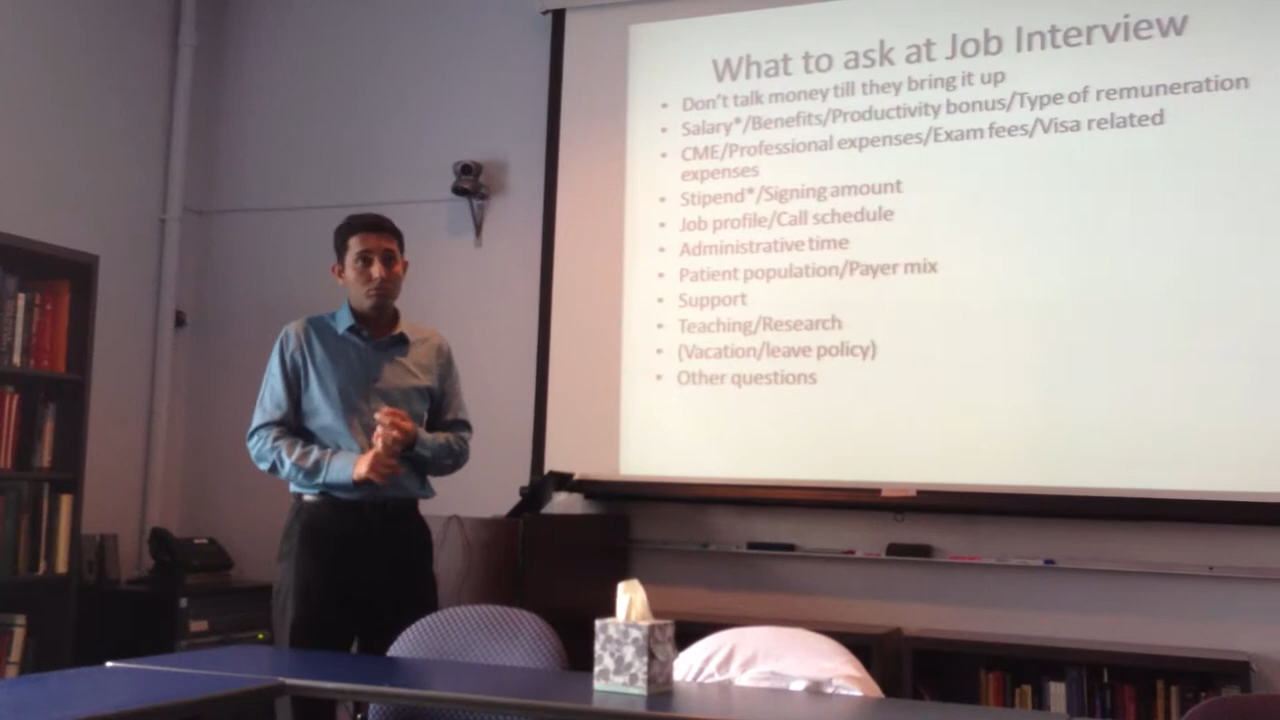 What to ask at Job Interview
• Don't talk money till they bring it up
• Salary*/Benefits/Productivity bonus/Type of remuneration
• CME/Professional expenses/Exam fees/Visa related
expenses
• Stipend*/Signing amount
• Job profile/Call schedule
• Administrative time
• Patient population/Payer mix
• Support
• Teaching/Research
• (Vacation/leave policy)
• Other questions